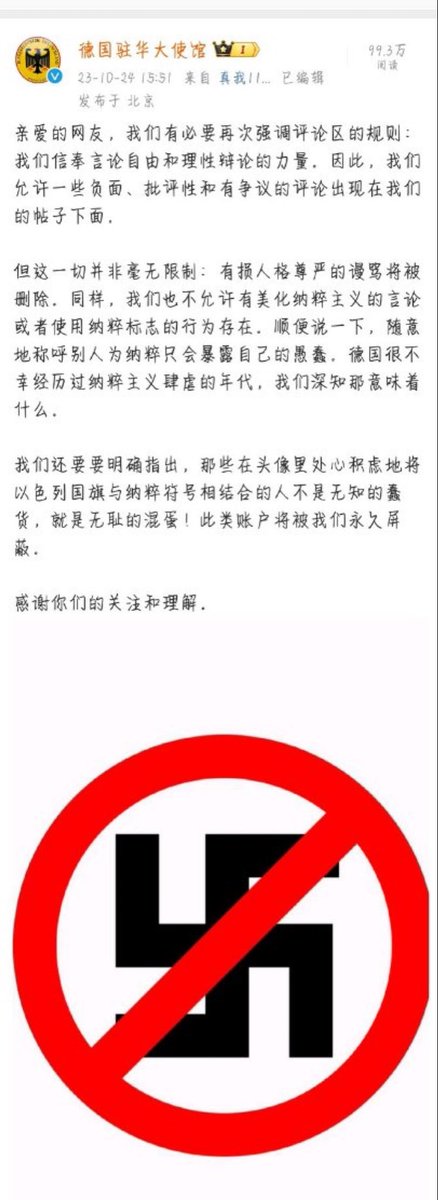 德国驻华大使馆 I
99.3万
阅读
23-10-24 15:51 来自 真我11... 已编辑
发布于 北京
亲爱的网友，我们有必要再次强调评论区的规则：
我们信奉言论自由和理性辩论的力量。因此，我们
允许一些负面、批评性和有争议的评论出现在我们
的帖子下面。
但这一切并非毫无限制：有损人格尊严的谩骂将被
删除。同样，我们也不允许有美化纳粹主义的言论
或者使用纳粹标志的行为存在。顺便说一下，随意
地称呼别人为纳粹只会暴露自己的愚蠢。德国很不
幸经历过纳粹主义肆虐的年代，我们深知那意味着
什么。
我们还要要明确指出，那些在头像里处心积虑地将
以色列国旗与纳粹符号相结合的人不是无知的蠢
货，就是无耻的混蛋！此类账户将被我们永久屏
蔽。
感谢你们的关注和理解。